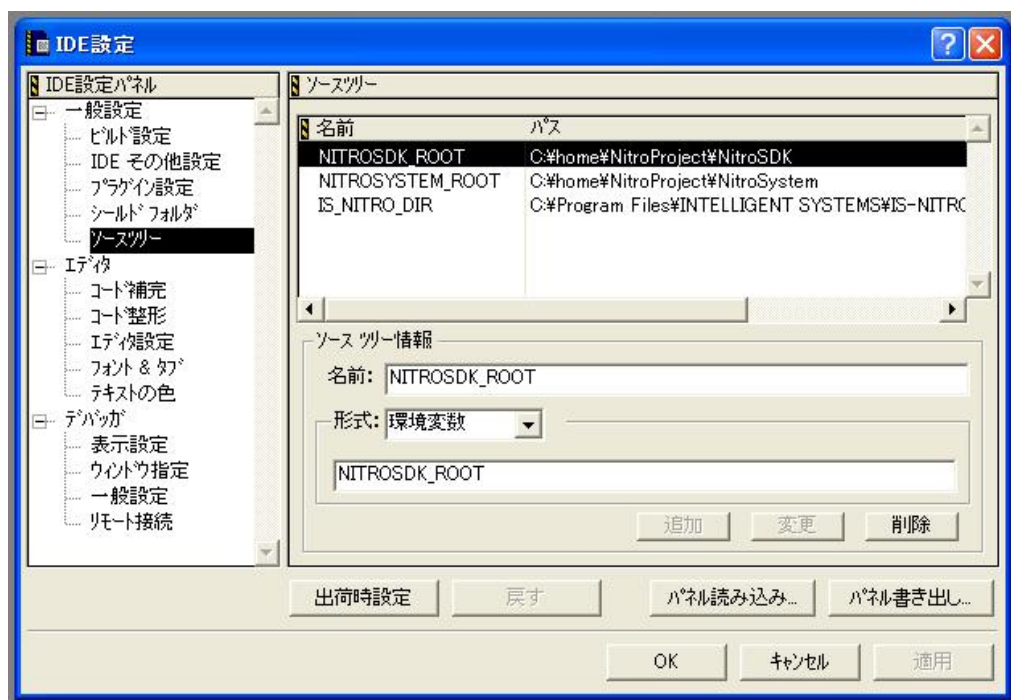 IDE設定
IDE設定ﾊﾟﾈﾙ
一般設定
ﾋﾞﾙﾄﾞ設定
IDE その他設定
ﾌﾟﾗｸﾞｲﾝ設定
ｼｰﾙﾄﾞ ﾌｫﾙﾀﾞ
ｿｰｽﾂﾘｰ
ｴﾃﾞｨﾀ
ｺｰﾄﾞ補完
ｺｰﾄﾞ整形
ｴﾃﾞｨﾀ設定
ﾌｫﾝﾄ & ﾀﾌﾞ
ﾃｷｽﾄの色
ﾃﾞﾊﾞｯｶﾞ
表示設定
ｳｨﾝﾄﾞｳ指定
一般設定
ﾘﾓｰﾄ接続
ｿｰｽﾂﾘｰ
名前 ﾊﾟｽ
NITROSDK_ROOT C:¥home¥NitroProject¥NitroSDK
NITROSYSTEM_ROOT C:¥home¥NitroProject¥NitroSystem
IS_NITRO_DIR C:¥Program Files¥INTELLIGENT SYSTEMS¥IS-NITRO
ｿｰｽ ﾂﾘｰ情報
名前: NITROSDK_ROOT
形式: 環境変数
NITROSDK_ROOT
追加 変更 削除
出荷時設定 戻す ﾊﾟﾈﾙ読み込み... ﾊﾟﾈﾙ書き出し...
OK ｷｬﾝｾﾙ 適用